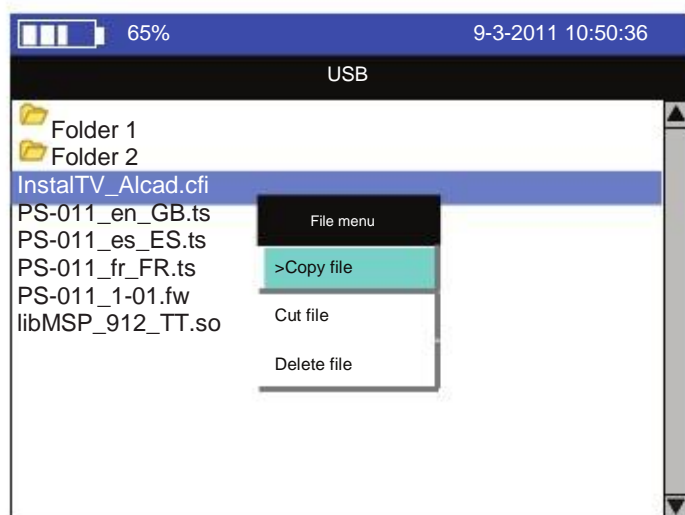 65% 9-3-2011 10:50:36
USB
Folder 1
Folder 2
InstalTV_Alcad.cfi
PS-011_en_GB.ts
PS-011_es_ES.ts
PS-011_fr_FR.ts
PS-011_1-01.fw
libMSP_912_TT.so
File menu
>Copy file
Cut file
Delete file